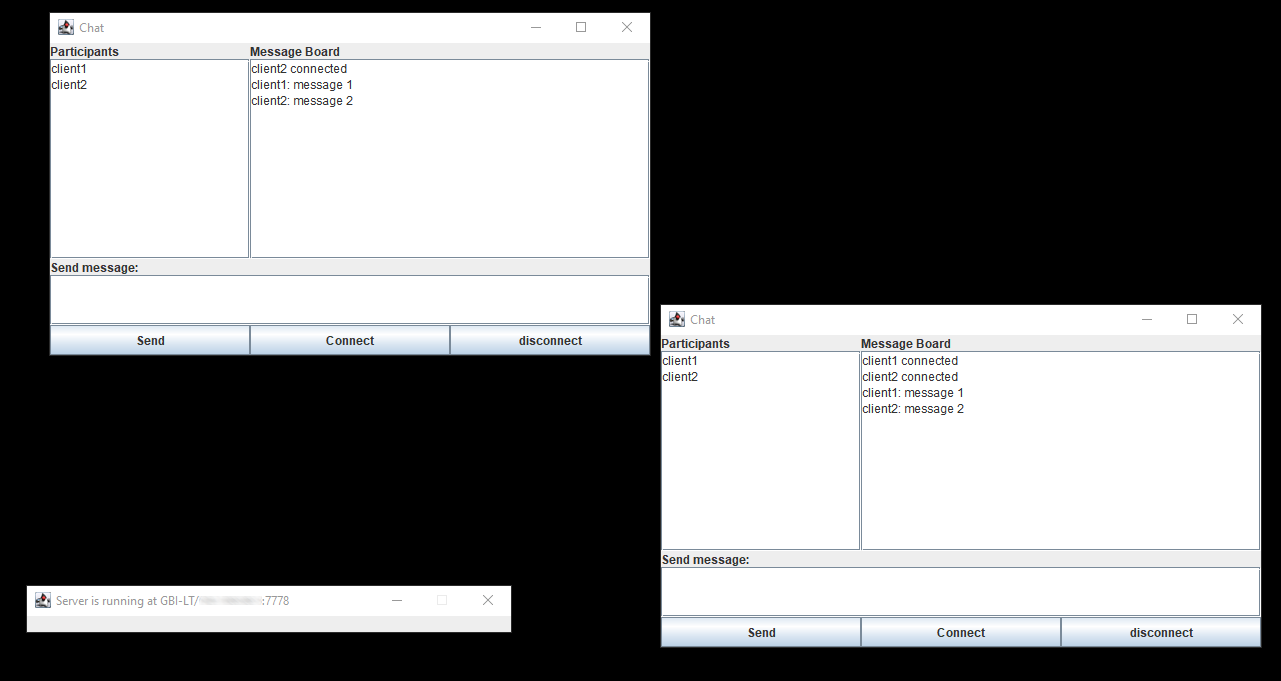 Chat
Participants Message Board
client1 client2 connected
client2 client1: message 1
client2: message 2
Send message:
Send Connect disconnect
Chat
Participants Message Board
client1 client1 connected
client2 client2 connected
client1: message 1
client2: message 2
Send message:
Send Connect disconnect
Server is running at GBI-LT/ :7778